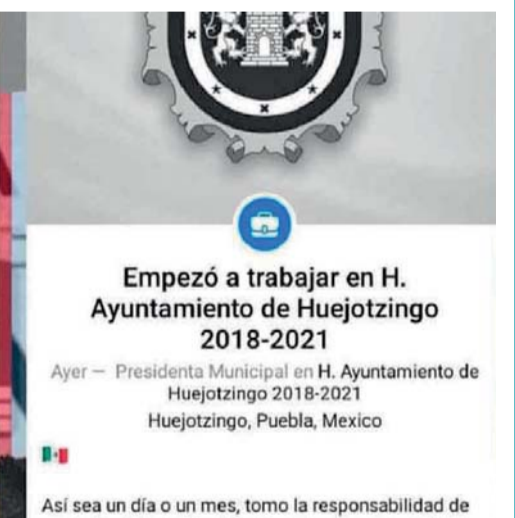 Empezó a trabajar en H.
Ayuntamiento de Huejotzingo
2018-2021
Ayer — Presidenta Municipal en H. Ayuntamiento de
Huejotzingo 2018-2021
Huejotzingo, Puebla, Mexico
Así sea un día o un mes, tomo la responsabilidad de